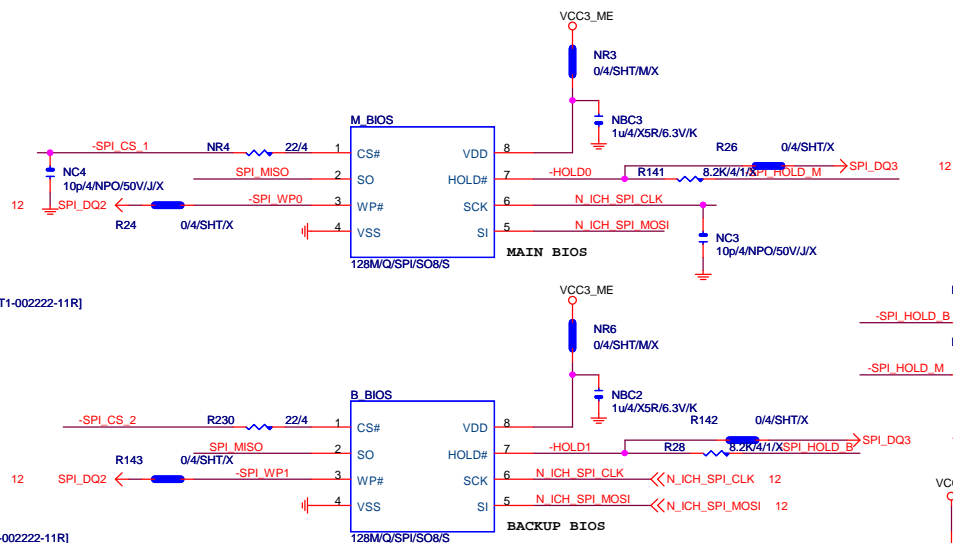 VCC3_ME
NR3
0/4/SHT/M/X
NBC3
1u/4/X5R/6.3V/K
M_BIOS
-SPI_CS_1 NR4 22/4 1 CS# VDD 8
R26 0/4/SHT/X
SPI_DQ3 12
NC4
10p/4/NPO/50V/J/X
SPI_MISO 2 SO HOLD# 7 -HOLD0 R141 8.2K/4/1/X -SPI_HOLD_M
12 SPI_DQ2 -SPI_WP0 3 WP# SCK 6 N_ICH_SPI_CLK
R24 0/4/SHT/X
4 VSS SI 5 N_ICH_SPI_MOSI
NC3
10p/4/NPO/50V/J/X
MAIN BIOS
128M/Q/SPI/SO8/S
VCC3_ME
T1-002222-11R]
-SPI_HOLD_B
NR6
0/4/SHT/M/X
-SPI_HOLD_M
NBC2
1u/4/X5R/6.3V/K
B_BIOS
-SPI_CS_2 R230 22/4 1 CS# VDD 8
R142 0/4/SHT/X
SPI_DQ3
SPI_MISO 2 SO HOLD# 7 -HOLD1 R28 8.2K/4/1/X -SPI_HOLD_B
R143 0/4/SHT/X
12 SPI_DQ2 -SPI_WP1 3 WP# SCK 6 N_ICH_SPI_CLK N_ICH_SPI_CLK 12
VC
4 VSS SI 5 N_ICH_SPI_MOSI N_ICH_SPI_MOSI 12
BACKUP BIOS
128M/Q/SPI/SO8/S
-002222-11R]